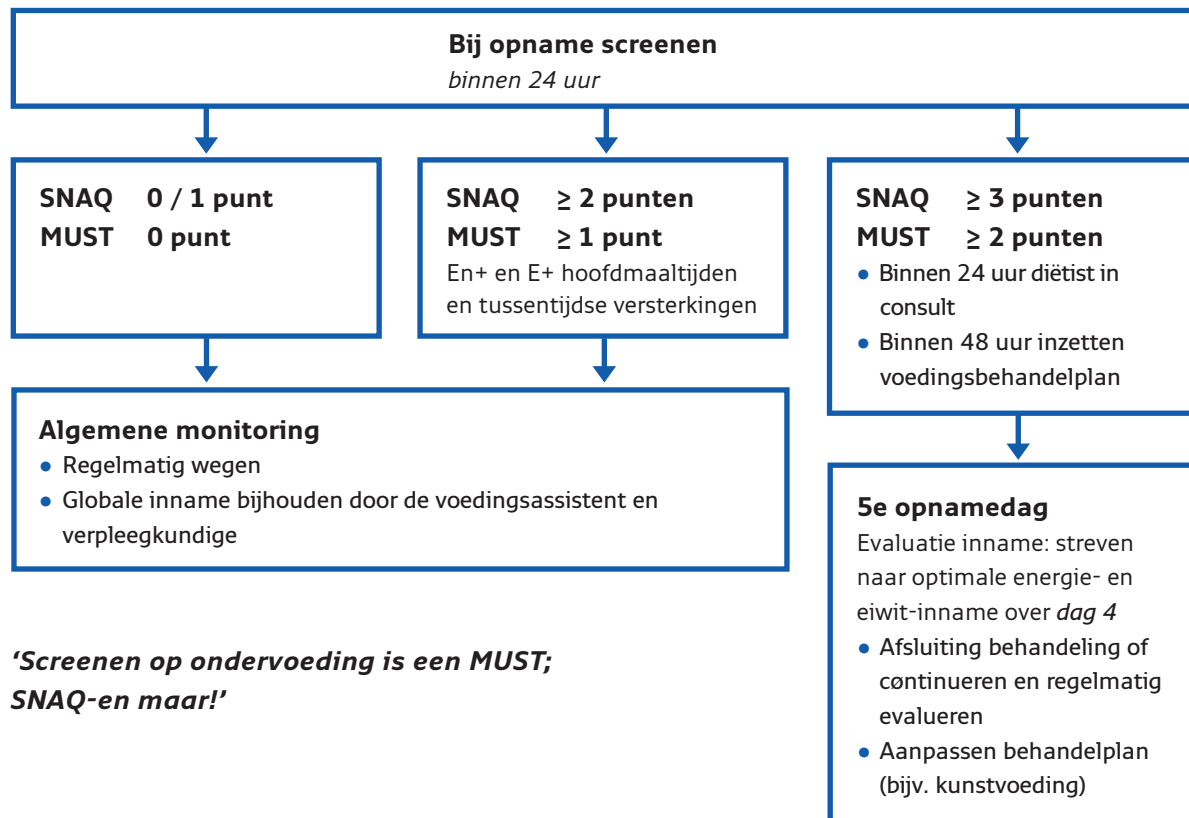 Bij opname screenen
binnen 24 uur
SNAQ 0 / 1 punt
MUST 0 punt
SNAQ ≥ 2 punten
MUST ≥ 1 punt
En+ en E+ hoofdmaaltijden
en tussentijdse versterkingen
SNAQ ≥ 3 punten
MUST ≥ 2 punten
• Binnen 24 uur diëtist in
consult
• Binnen 48 uur inzetten
voedingsbehandelplan
Algemene monitoring
• Regelmatig wegen
• Globale inname bijhouden door de voedingsassistent en
verpleegkundige
5e opnamedag
Evaluatie inname: streven
naar optimale energie- en
eiwit-inname over dag 4
• Afsluiting behandeling of
cøntinueren en regelmatig
evalueren
• Aanpassen behandelplan
(bijv. kunstvoeding)
‘Screenen op ondervoeding is een MUST;
SNAQ-en maar!’